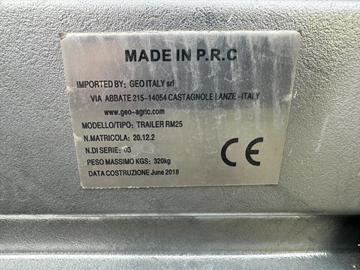 MADE IN P.R.C
IMPORTED BY: GEO ITALY srl
VIA ABBATE 215-14054 CASTAGNOLE LANZE - ITALY
www.geo-agric.com
MODELLO/TIPO: TRAILER RM25
N.MATRICOLA: 20.12.2
N.DI SERIE: 03
PESO MASSIMO KGS: 320kg
DATA COSTRUZIONE June 2018
CE